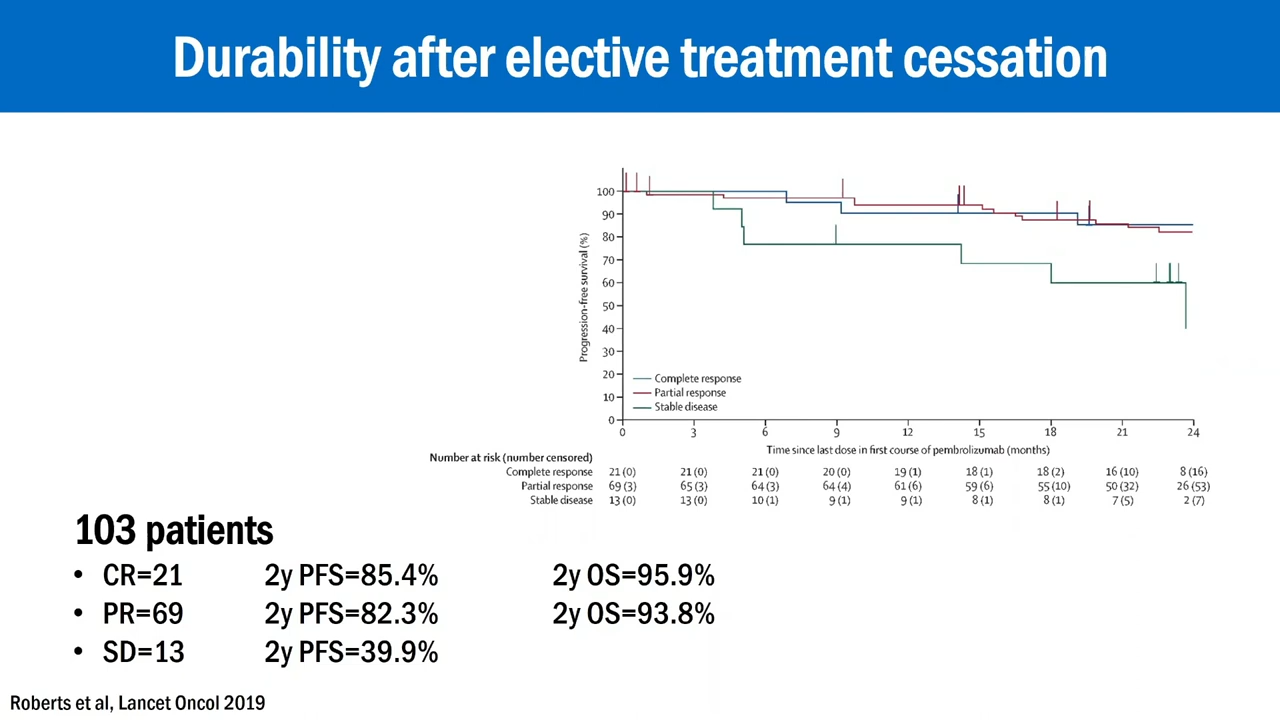 Durability after elective treatment cessation
100
90
80
70
60
50
40
30
20
10
0
Progression-free survival (%)
Complete response
Partial response
Stable disease
0 3 6 9 12 15 18 21 24
Time since last dose in first course of pembrolizumab (months)
Number at risk (number censored)
Complete response 21 (0) 21 (0) 21 (0) 20 (0) 19 (1) 18 (1) 18 (2) 16 (10) 8 (16)
Partial response 69 (3) 65 (3) 64 (3) 64 (4) 61 (6) 59 (6) 55 (10) 50 (32) 26 (53)
Stable disease 13 (0) 13 (0) 10 (1) 9 (1) 9 (1) 8 (1) 8 (1) 7 (5) 2 (7)
103 patients
• CR=21 2y PFS=85.4% 2y OS=95.9%
• PR=69 2y PFS=82.3% 2y OS=93.8%
• SD=13 2y PFS=39.9%
Roberts et al, Lancet Oncol 2019